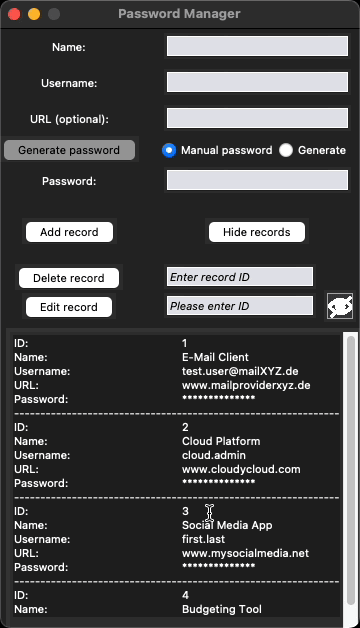 Password Manager
Name:
Username:
URL (optional):
Generate password Manual password Generate
Password:
Add record Hide records
Delete record Enter record ID
Edit record Please enter ID
ID: 1
Name: E-Mail Client
Username: test.user@mailXYZ.de
URL: www.mailproviderxyz.de
Password: **************
------------------------------------------------------------
ID: 2
Name: Cloud Platform
Username: cloud.admin
URL: www.cloudycloud.com
Password: **************
------------------------------------------------------------
ID: 3
Name: Social Media App
Username: first.last
URL: www.mysocialmedia.net
Password: **************
------------------------------------------------------------
ID: 4
Name: Budgeting Tool